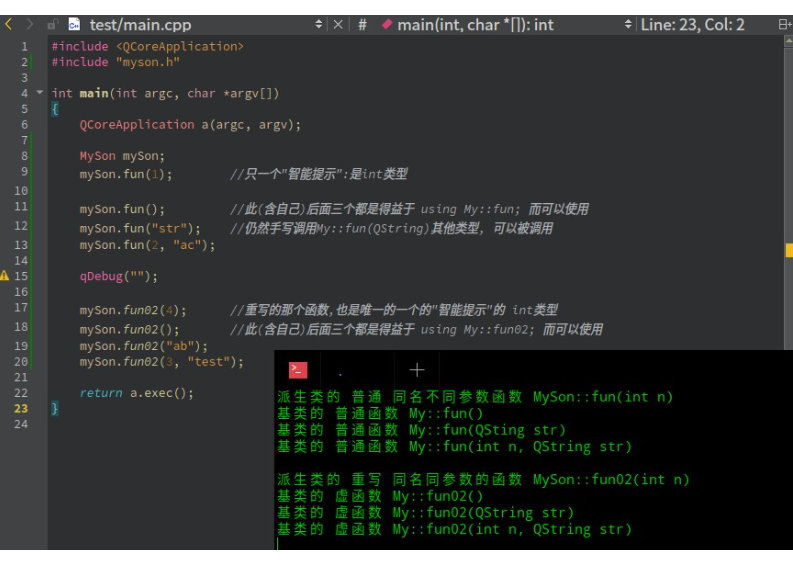 test/main.cpp # main(int, char *[]): int Line: 23, Col: 2
1 #include <QCoreApplication>
2 #include "myson.h"
3
4 int main(int argc, char *argv[])
5 {
6 QCoreApplication a(argc, argv);
7
8 MySon mySon;
9 mySon.fun(1); //只一个"智能提示":是int类型
10
11 mySon.fun(); //此(含自己)后面三个都是得益于 using My::fun; 而可以使用
12 mySon.fun("str"); //仍然手写调用My::fun(QString)其他类型, 可以被调用
13 mySon.fun(2, "ac");
14
15 qDebug("");
16
17 mySon.fun02(4); //重写的那个函数,也是唯一的一个的"智能提示"的 int类型
18 mySon.fun02(); //此(含自己)后面三个都是得益于 using My::fun02; 而可以使用
19 mySon.fun02("ab");
20 mySon.fun02(3, "test");
21
22 return a.exec();
23 }
24
派生类的 普通 同名不同参数函数 MySon::fun(int n)
基类的 普通函数 My::fun()
基类的 普通函数 My::fun(QSting str)
基类的 普通函数 My::fun(int n, QString str)
派生类的 重写 同名同参数的函数 MySon::fun02(int n)
基类的 虚函数 My::fun02()
基类的 虚函数 My::fun02(QString str)
基类的 虚函数 My::fun02(int n, QString str)